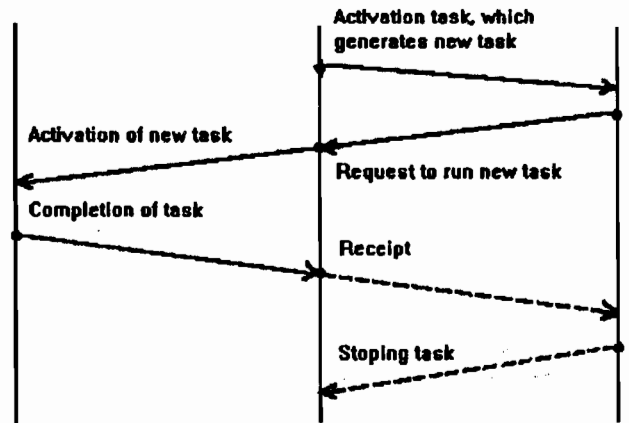 Activation task, which
generates new task
Activation of new task
Request to run new task
Completion of task
Receipt
Stoping task